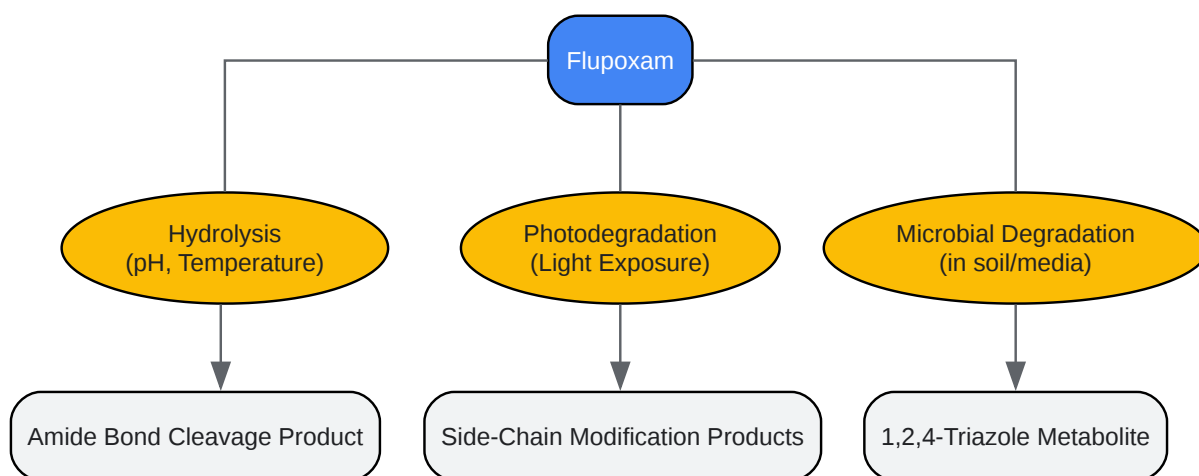 Flupoxam
Hydrolysis
(pH, Temperature)
Photodegradation
(Light Exposure)
Microbial Degradation
(in soil/media)
Amide Bond Cleavage Product
Side-Chain Modification Products
1,2,4-Triazole Metabolite